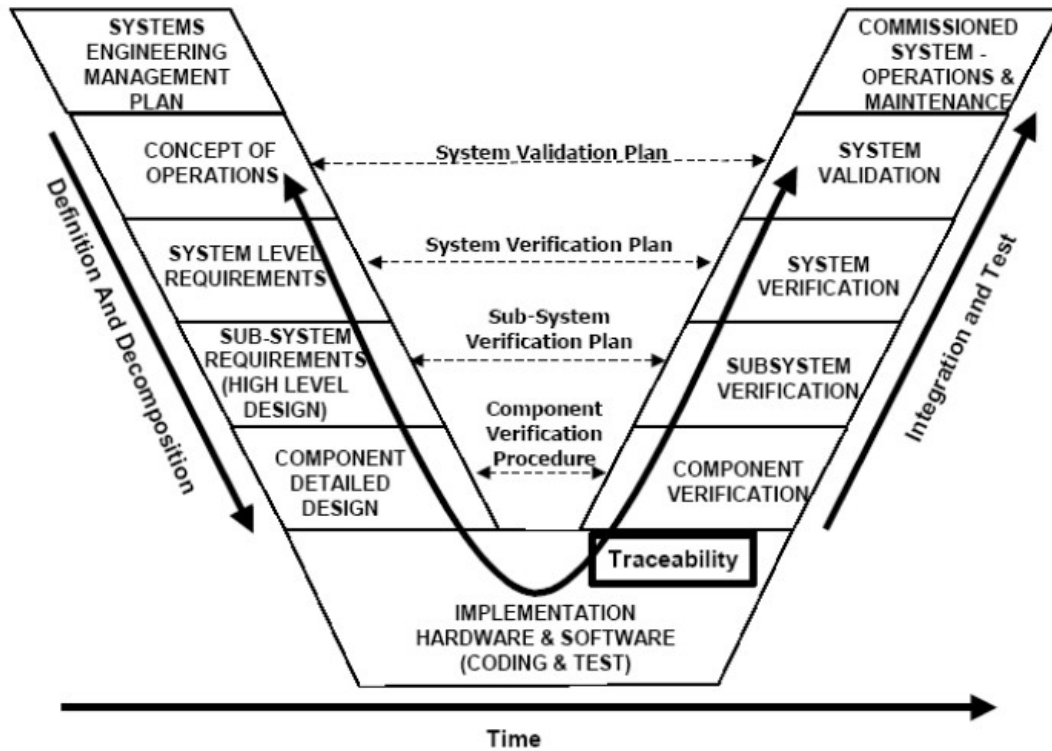 SYSTEMS
ENGINEERING
MANAGEMENT
PLAN
COMMISSIONED
SYSTEM -
OPERATIONS &
MAINTENANCE
CONCEPT OF
OPERATIONS
System Validation Plan
SYSTEM
VALIDATION
Definition And Decomposition
SYSTEM LEVEL
REQUIREMENTS
System Verification Plan
SYSTEM
VERIFICATION
Integration and Test
SUB-SYSTEM
REQUIREMENTS
(HIGH LEVEL
DESIGN)
Sub-System
Verification Plan
SUBSYSTEM
VERIFICATION
COMPONENT
DETAILED
DESIGN
Component
Verification
Procedure
COMPONENT
VERIFICATION
Traceability
IMPLEMENTATION
HARDWARE & SOFTWARE
(CODING & TEST)
Time